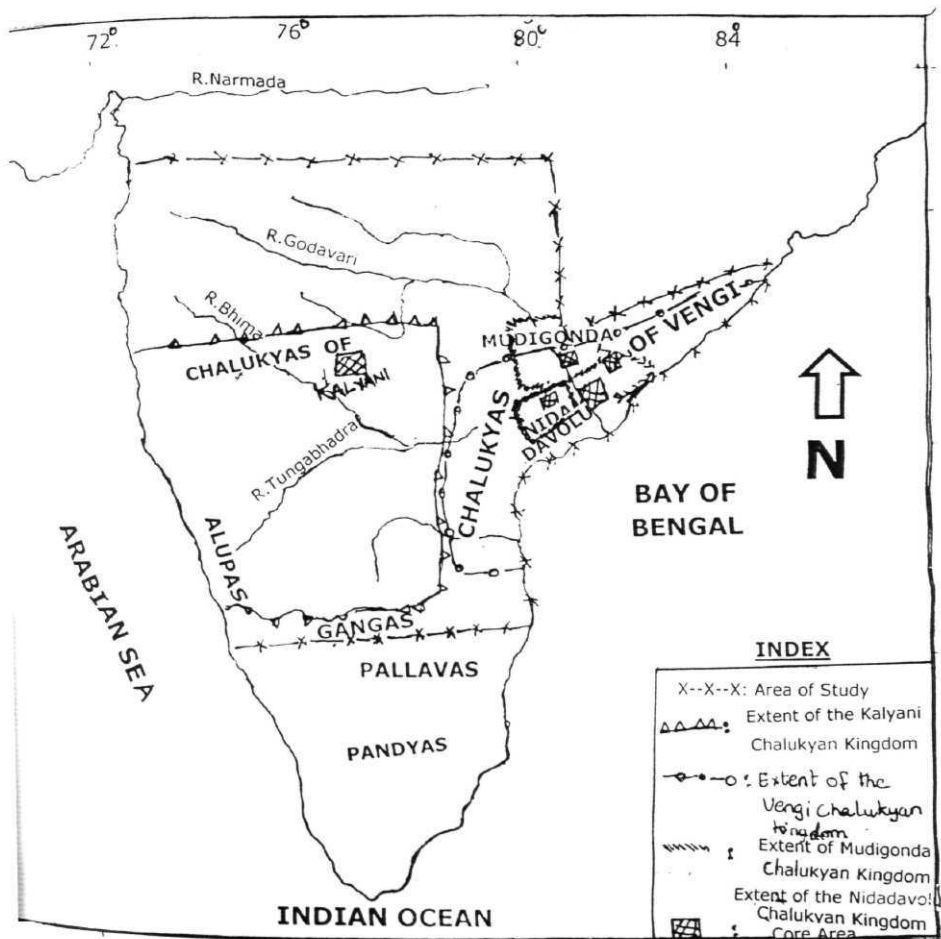 72° 76° 80° 84°
R.Narmada
R.Godavari
R.Bhima
MUDIGONDA
OF VENGI
CHALUKYAS OF
KALYANI
NIDA
DAVOLU
CHALUKYAS
R.Tungabhadra
BAY OF
BENGAL
N
ALUPAS
ARABIAN SEA
GANGAS
PALLAVAS
PANDYAS
INDIAN OCEAN
INDEX
X--X--X: Area of Study
: Extent of the Kalyani
Chalukyan Kingdom
: Extent of the
Vengi Chalukyan
kingdom
: Extent of Mudigonda
Chalukyan Kingdom
Extent of the Nidadavol
Chalukyan Kingdom
: Core Area